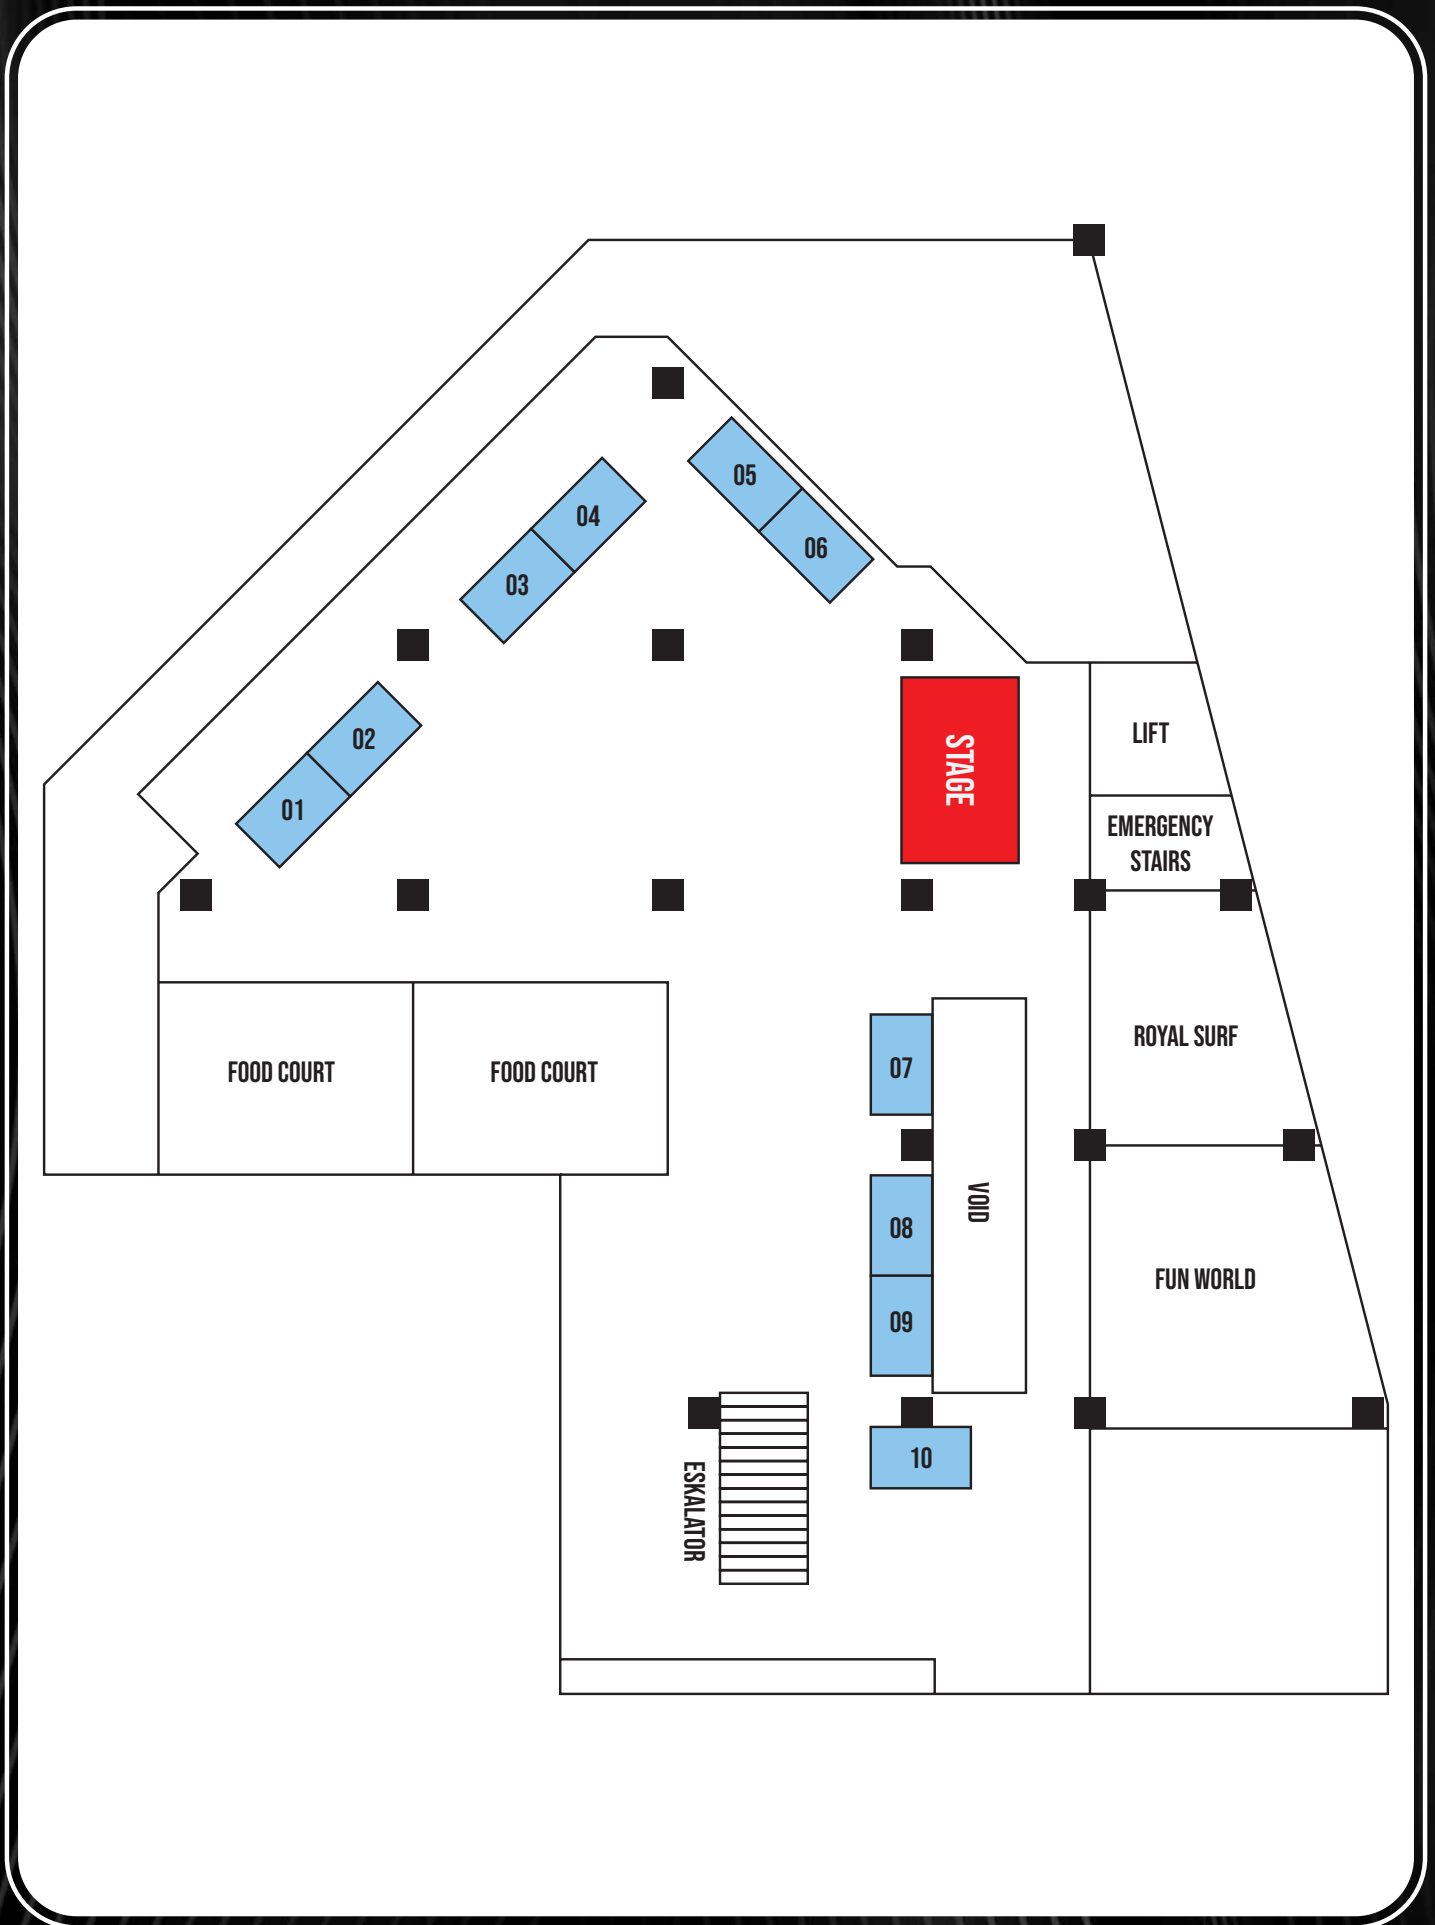 05
04
06
03
02
01
STAGE
LIFT
EMERGENCY
STAIRS
ROYAL SURF
FOOD COURT
FOOD COURT
07
VOID
08
09
FUN WORLD
10
ESKALATOR